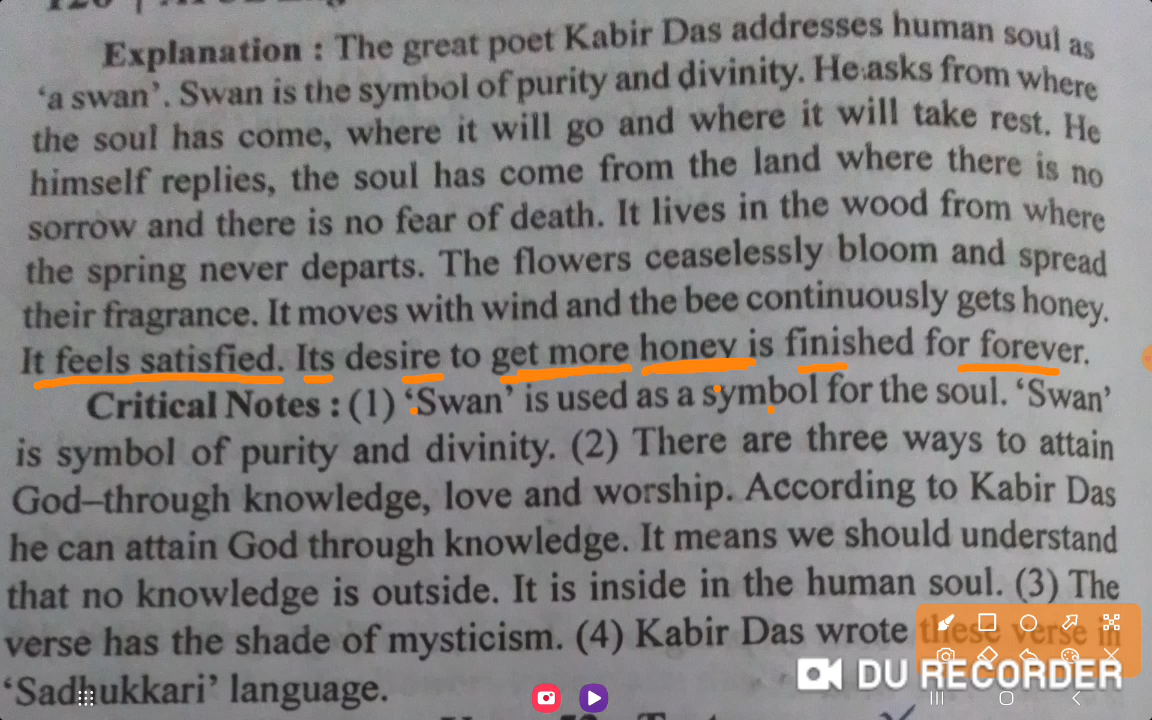 Explanation : The great poet Kabir Das addresses human soul as
'a swan'. Swan is the symbol of purity and divinity. He asks from where
the soul has come, where it will go and where it will take rest. He
himself replies, the soul has come from the land where there is no
sorrow and there is no fear of death. It lives in the wood from where
the spring never departs. The flowers ceaselessly bloom and spread
their fragrance. It moves with wind and the bee continuously gets honey.
It feels satisfied. Its desire to get more honey is finished for forever.
Critical Notes : (1) 'Swan' is used as a symbol for the soul. 'Swan'
is symbol of purity and divinity. (2) There are three ways to attain
God–through knowledge, love and worship. According to Kabir Das
he can attain God through knowledge. It means we should understand
that no knowledge is outside. It is inside in the human soul. (3) The
verse has the shade of mysticism. (4) Kabir Das wrote these verse in
'Sadhukkari' language.
DU RECORDER